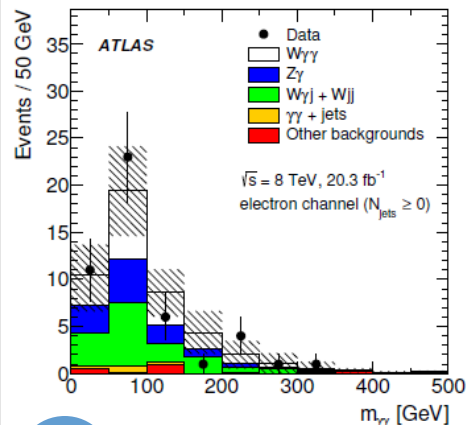 Events / 50 GeV
35
30
25
20
15
10
5
0
ATLAS
Data
Wγγ
Zγ
Wγj + Wjj
γγ + jets
Other backgrounds
√s = 8 TeV, 20.3 fb⁻¹
electron channel (N_jets ≥ 0)
0 100 200 300 400 500
m_γγ [GeV]